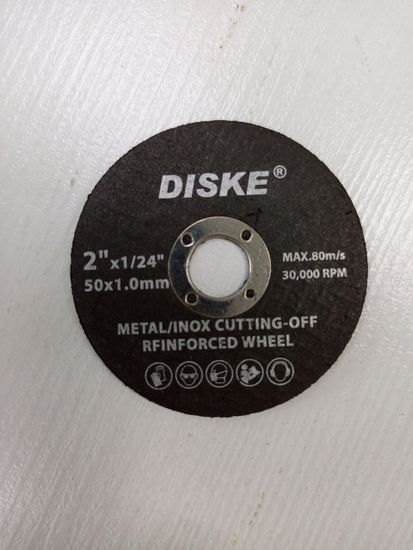 DISKE®
2"x1/24"
50x1.0mm
MAX.80m/s
30,000 RPM
METAL/INOX CUTTING-OFF
RFINFORCED WHEEL